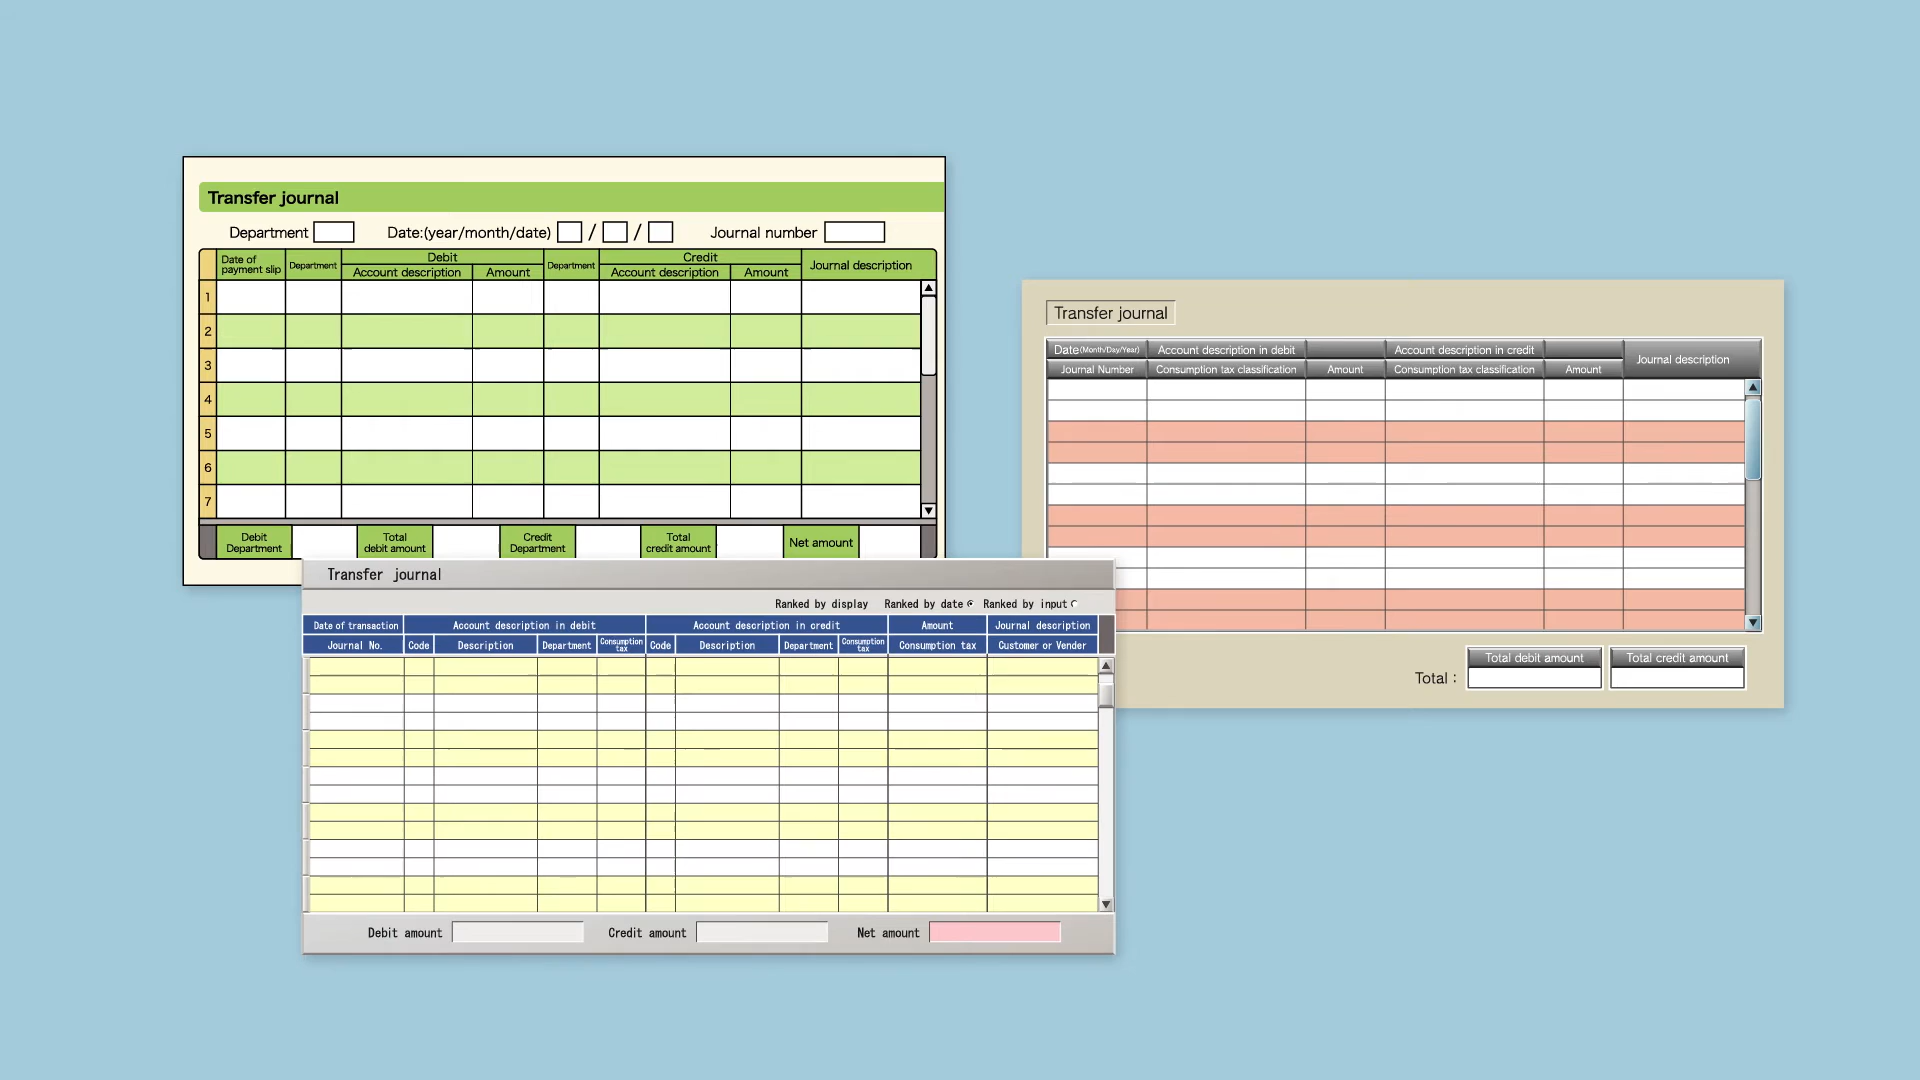 Transfer journal
Department Date:(year/month/date) / / Journal number
Date of payment slip Department Debit Department Credit Journal description
Account description Amount Account description Amount
1
2
3
4
5
6
7
Debit Department Total debit amount Credit Department Total credit amount Net amount
Transfer journal
Date(Month/Day/Year) Account description in debit Account description in credit Journal description
Journal Number Consumption tax classification Amount Consumption tax classification Amount
Total : Total debit amount Total credit amount
Transfer journal
Ranked by display Ranked by date Ranked by input
Date of transaction Account description in debit Account description in credit Amount Journal description
Journal No. Code Description Department Consumption tax Code Description Department Consumption tax Consumption tax Customer or Vender
Debit amount Credit amount Net amount